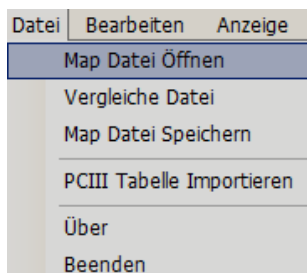 Datei Bearbeiten Anzeige
Map Datei Öffnen
Vergleiche Datei
Map Datei Speichern
PCIII Tabelle Importieren
Über
Beenden